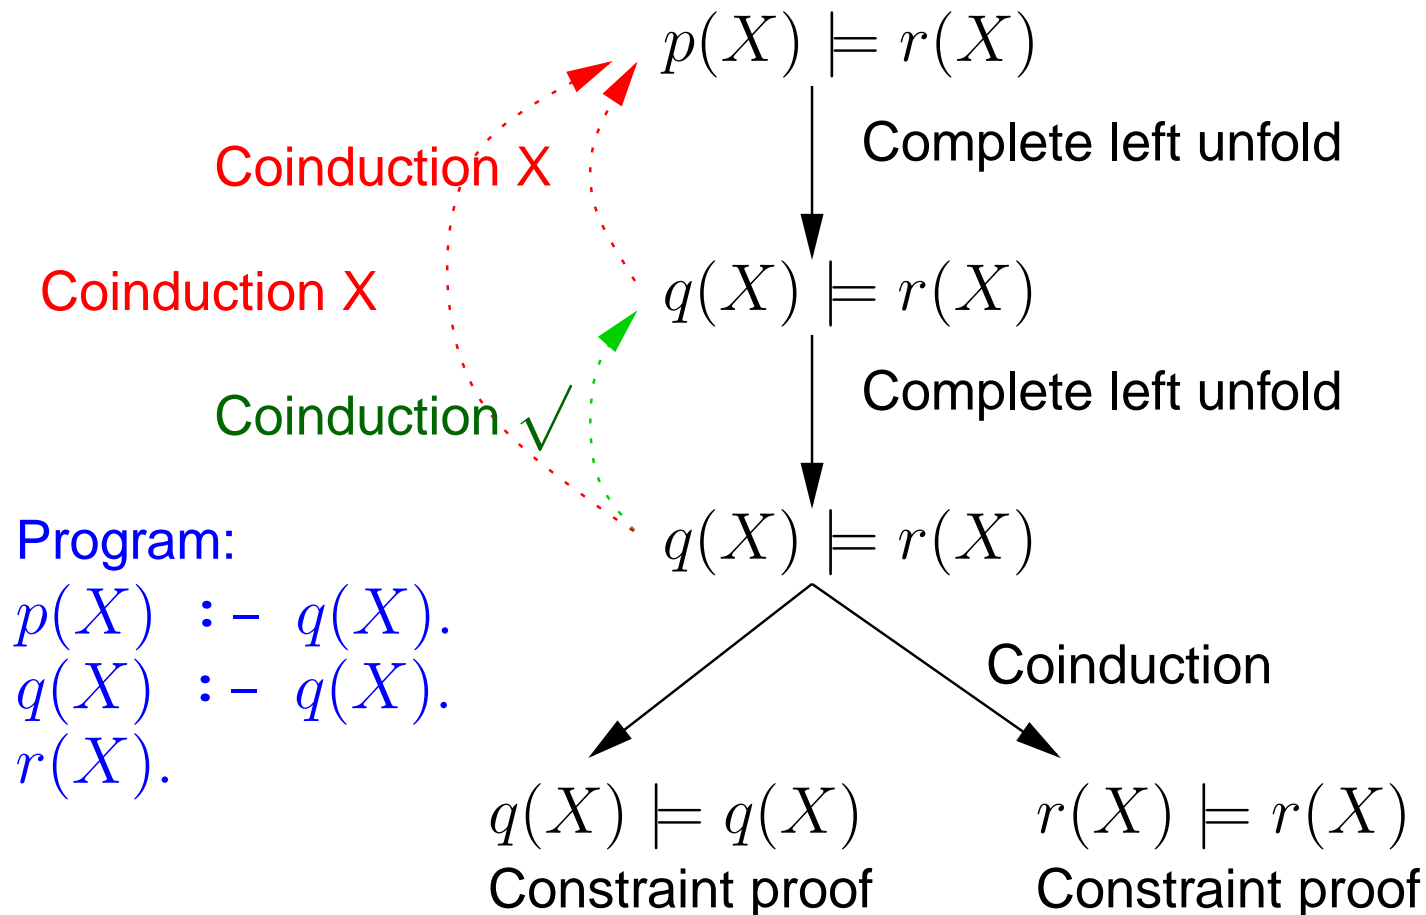 p(X) ⊨ r(X)
Complete left unfold
Coinduction X
Coinduction X
q(X) ⊨ r(X)
Complete left unfold
Coinduction √
q(X) ⊨ r(X)
Program:
p(X) :- q(X).
q(X) :- q(X).
r(X).
Coinduction
q(X) ⊨ q(X)
Constraint proof
r(X) ⊨ r(X)
Constraint proof